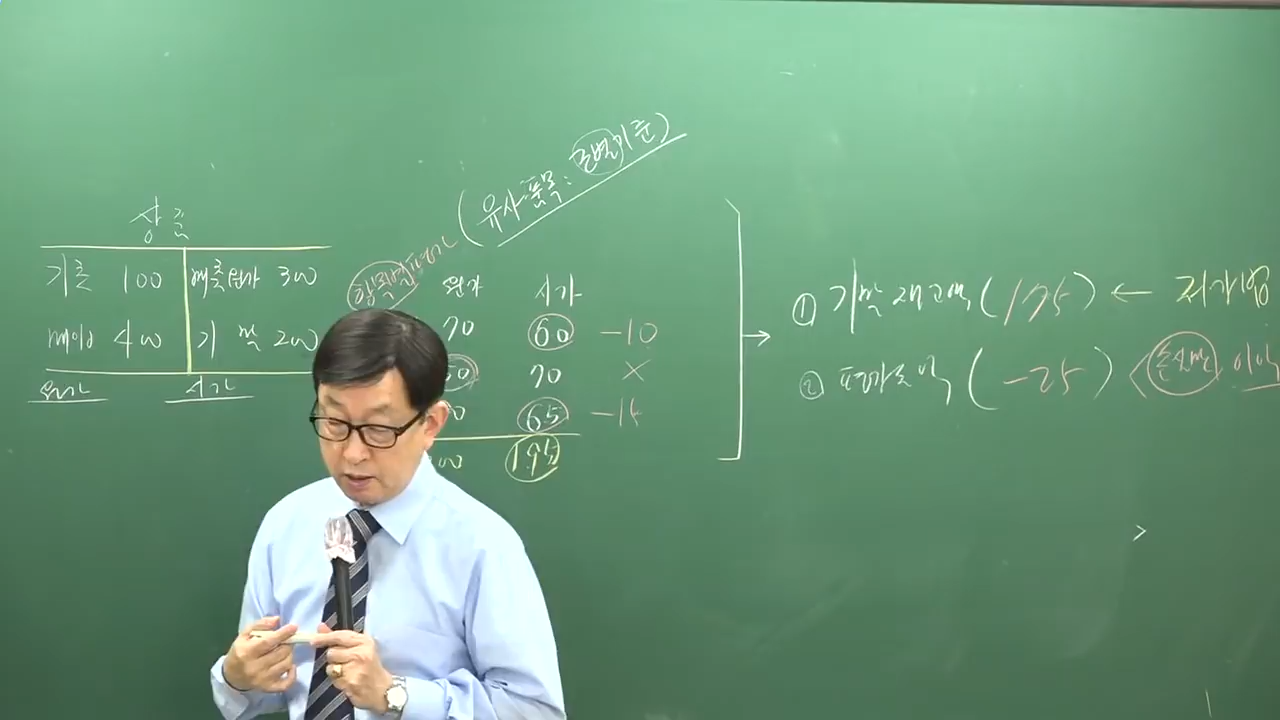 (유사품목: 조별기준)
상품
기초 100 매출원가 300
매입 400 기 말 200
원가 시가
항목별평가
원가 시가
70 60 -10
50 70 X
65
00 195
① 기말재고액 (175) ← 저가
② 평가손익 (-25) <